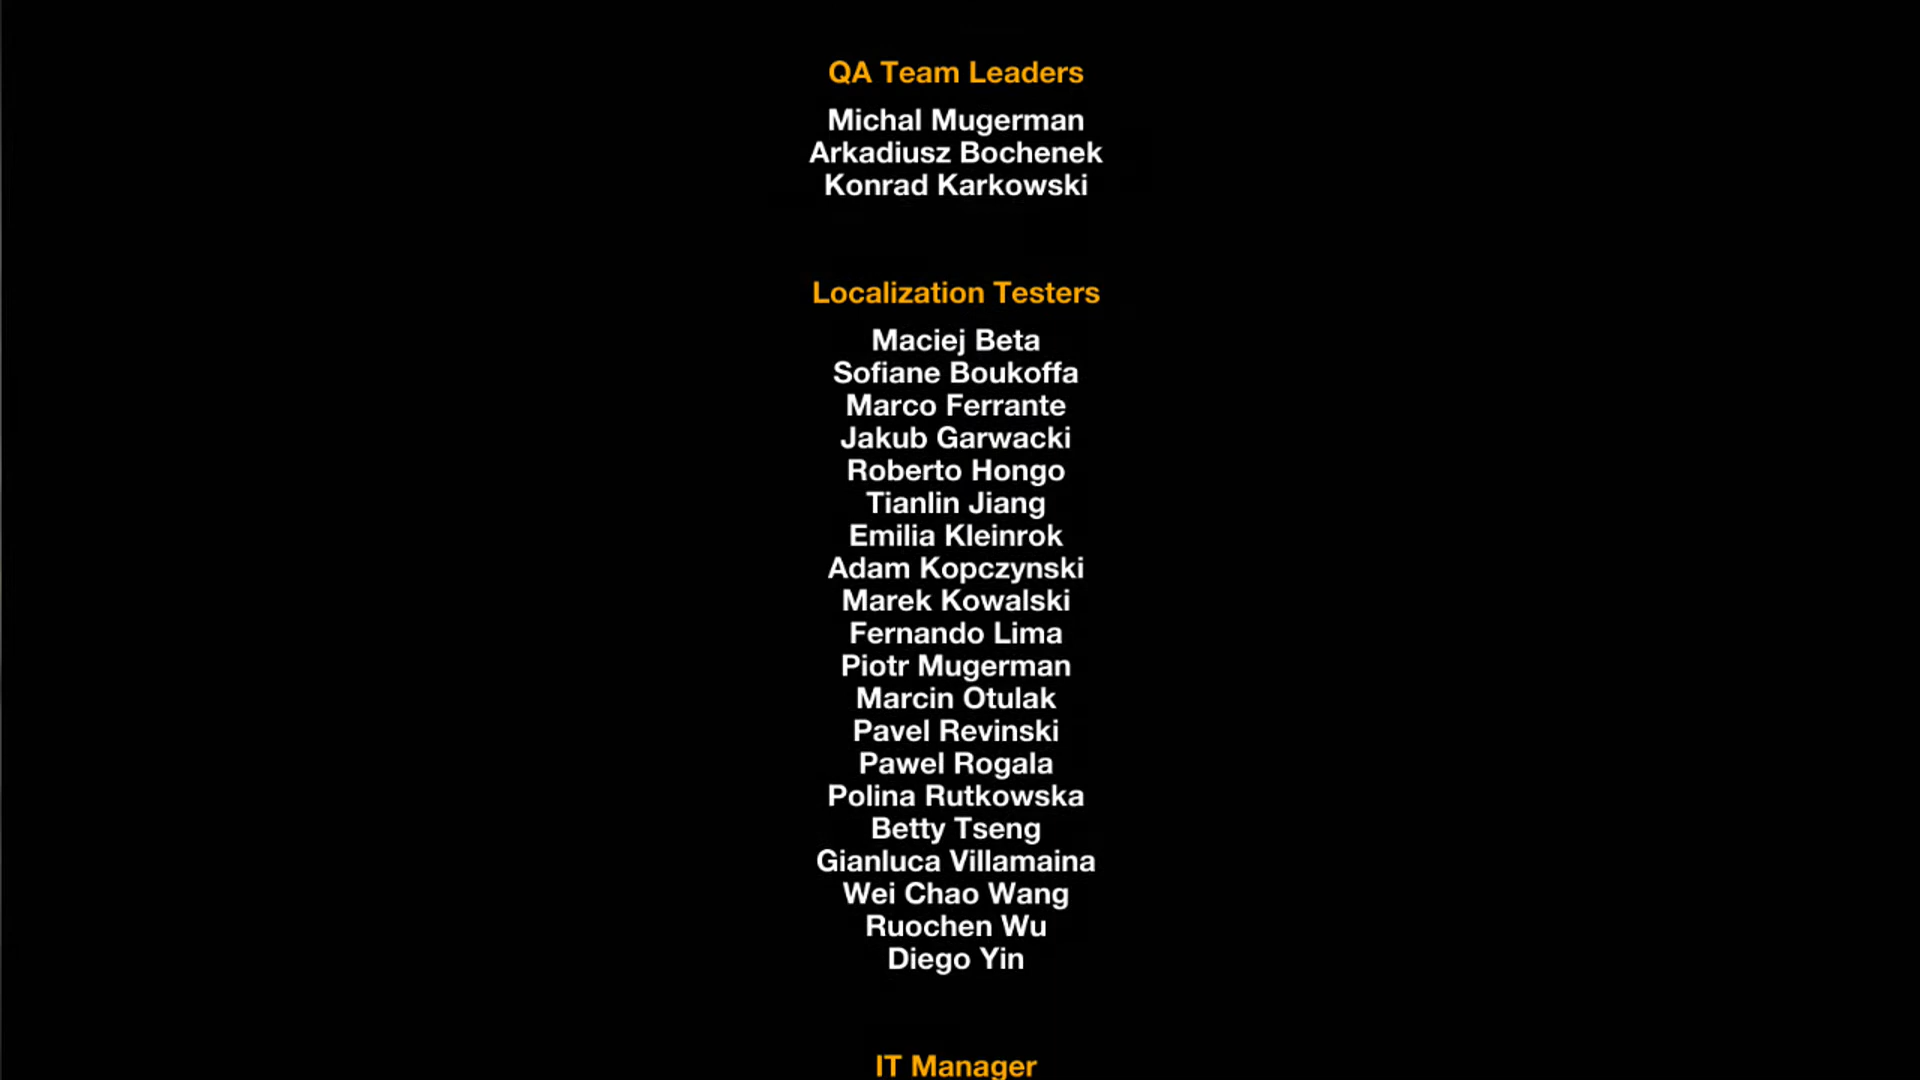 QA Team Leaders
Michal Mugerman
Arkadiusz Bochenek
Konrad Karkowski
Localization Testers
Maciej Beta
Sofiane Boukoffa
Marco Ferrante
Jakub Garwacki
Roberto Hongo
Tianlin Jiang
Emilia Kleinrok
Adam Kopczynski
Marek Kowalski
Fernando Lima
Piotr Mugerman
Marcin Otulak
Pavel Revinski
Pawel Rogala
Polina Rutkowska
Betty Tseng
Gianluca Villamaina
Wei Chao Wang
Ruochen Wu
Diego Yin
IT Manager